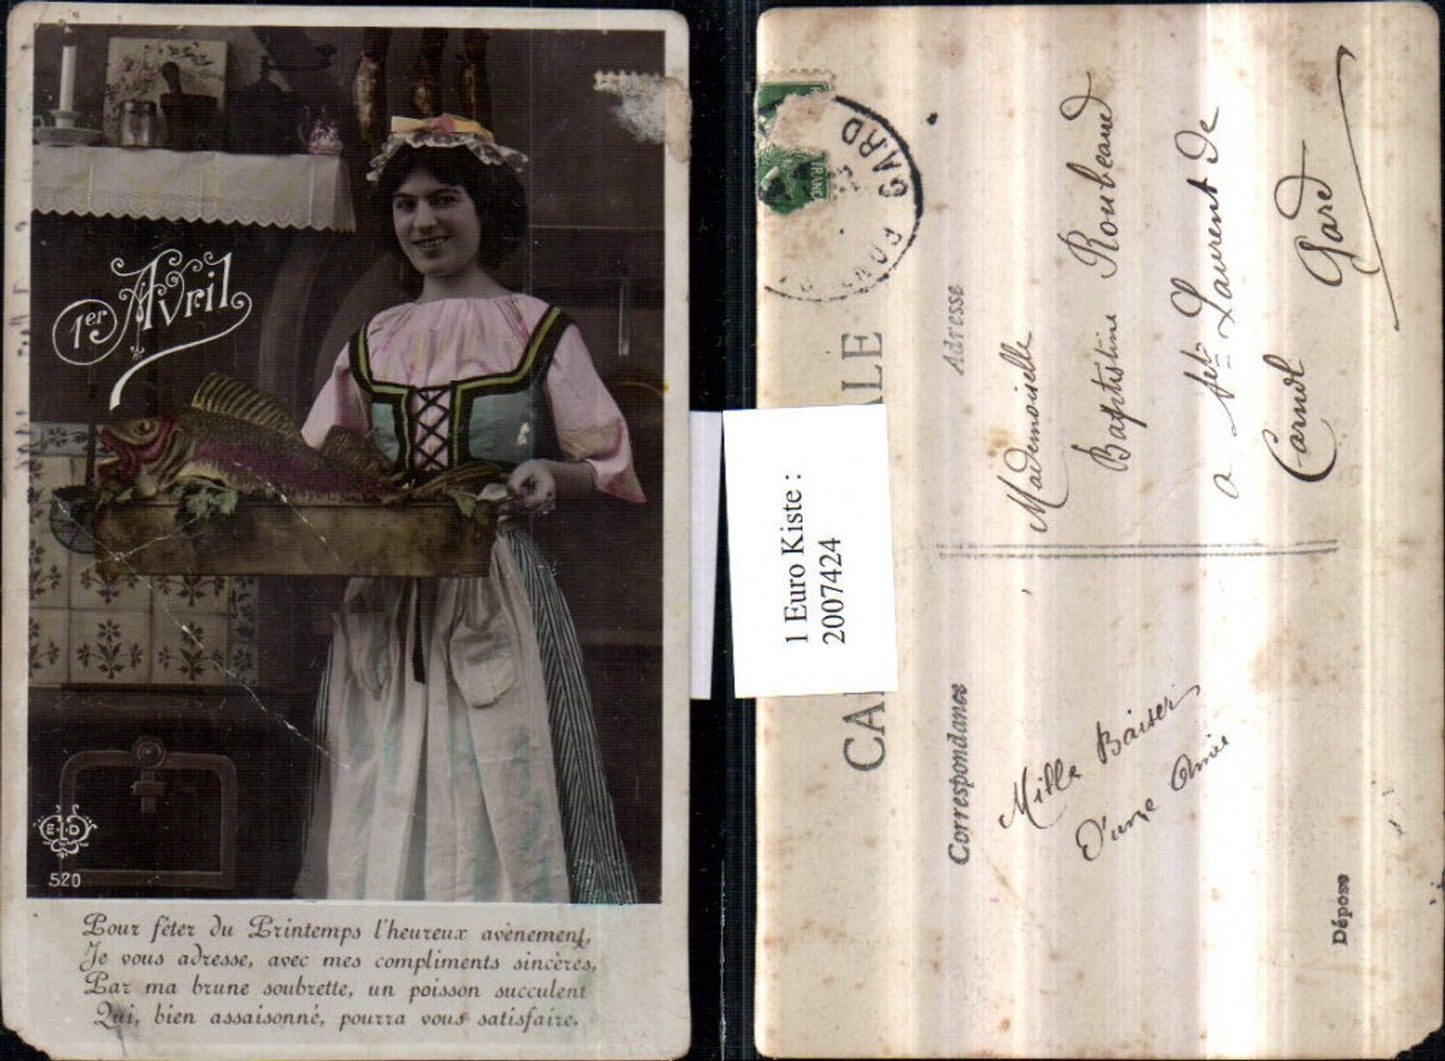 1er Avril
E L D
520
Pour fêter du Printemps l'heureux avènement,
Je vous adresse, avec mes compliments sincères,
Par ma brune soubrette, un poisson succulent
Qui, bien assaisonné, pourra vous satisfaire.
1 Euro Kiste :
2007424
GARD
FRANC
CA
ALE
Correspondance
Adresse
Mademoiselle
Baptistine Roubeaud
a St Laurent de
Carnol
Gard
Mille Baiser
D'une Amie
Déposé